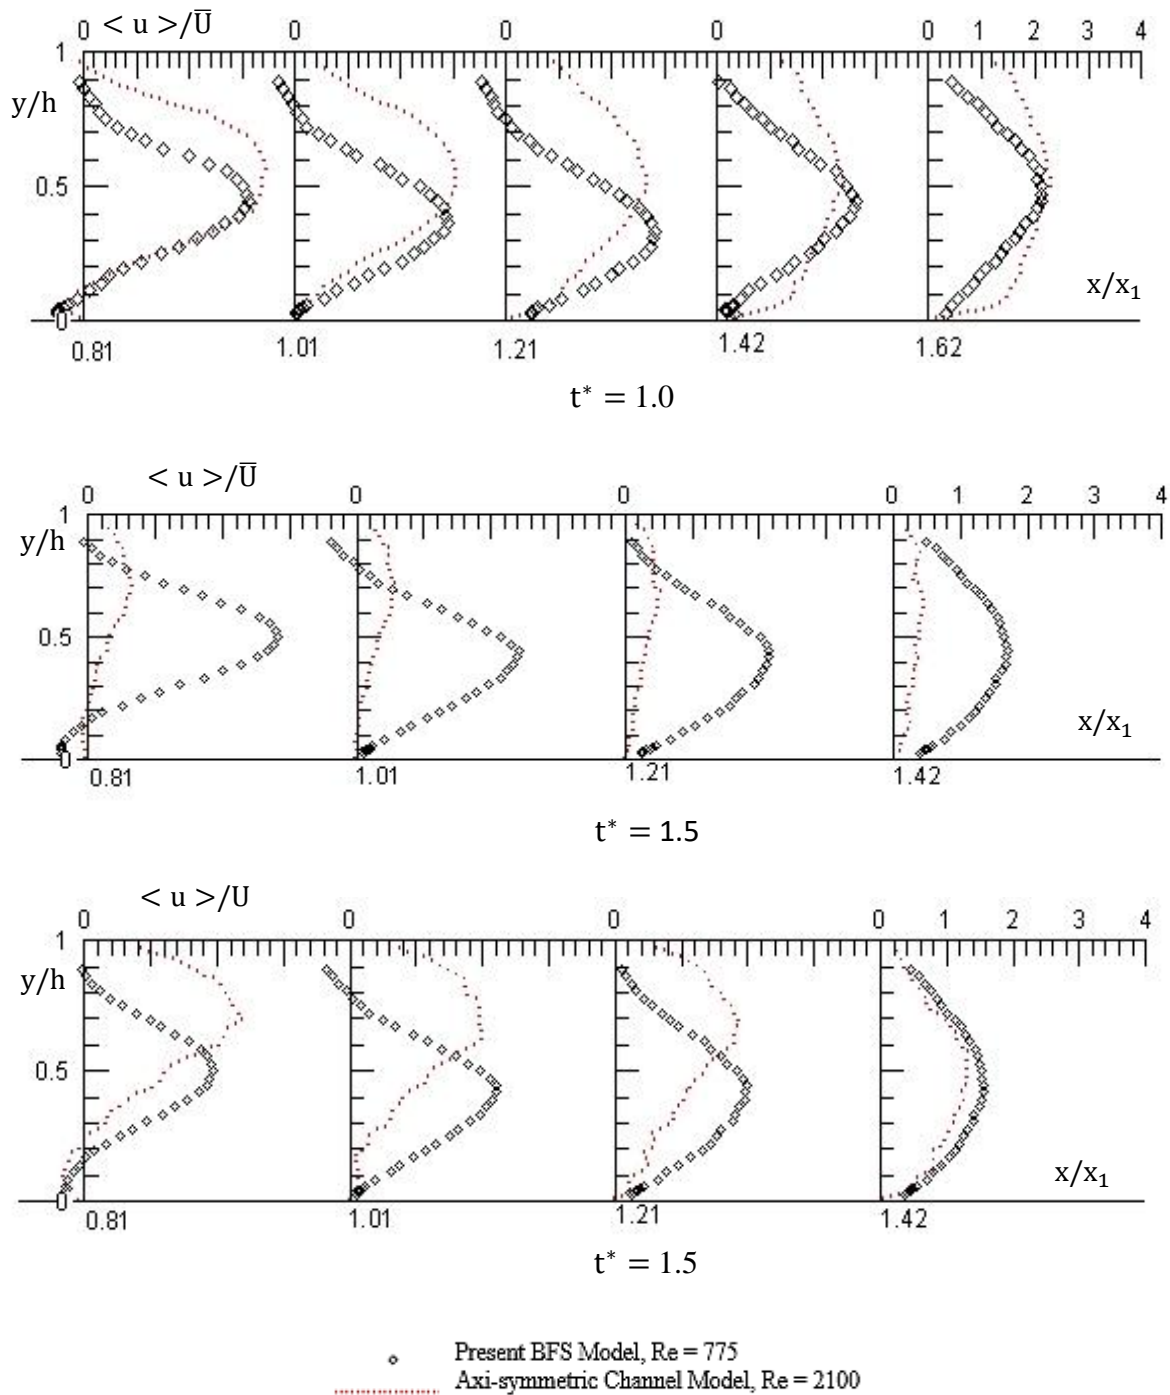 0 < u >/U̅ 0 0 0 0 1 2 3 4
1
y/h
0.5
x/x₁
0
0.81 1.01 1.21 1.42 1.62
t* = 1.0
< u >/U̅
0 0 0 0 1 2 3 4
1
y/h
0.5
x/x₁
0
0.81 1.01 1.21 1.42
t* = 1.5
< u >/U
0 0 0 0 1 2 3 4
1
y/h
0.5
x/x₁
0
0.81 1.01 1.21 1.42
t* = 1.5
Present BFS Model, Re = 775
Axi-symmetric Channel Model, Re = 2100